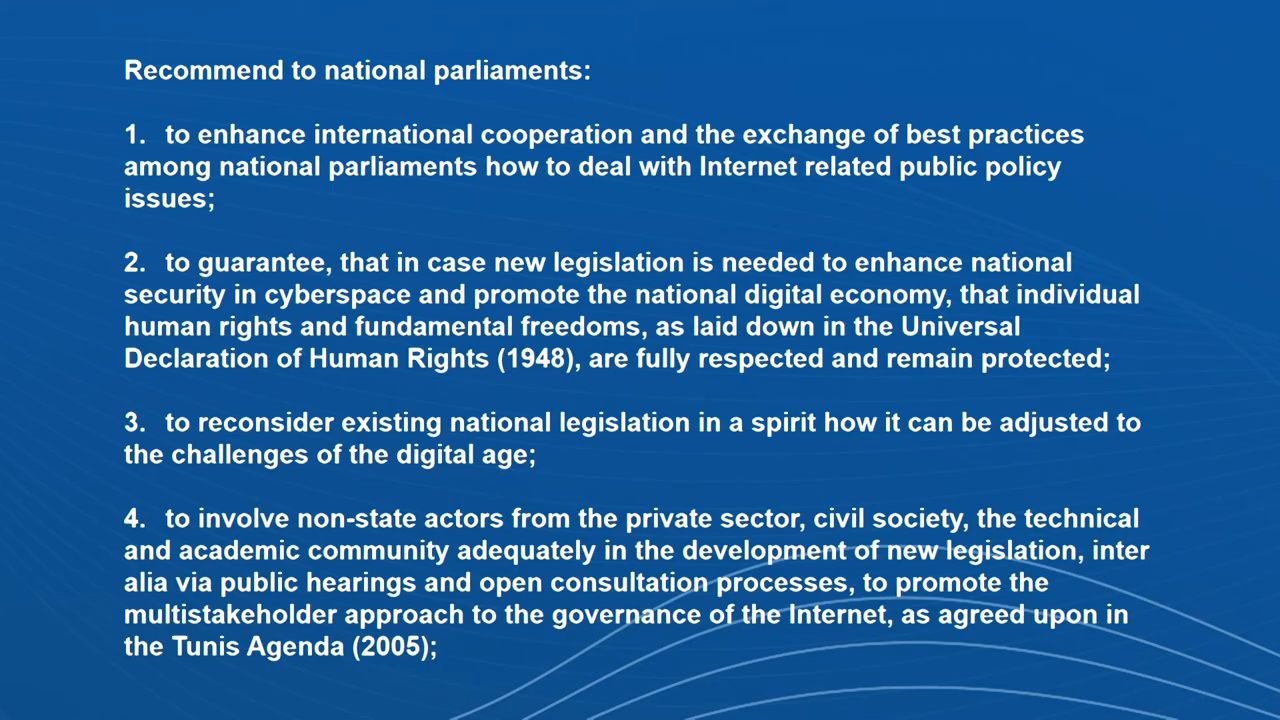 Recommend to national parliaments:
1. to enhance international cooperation and the exchange of best practices
among national parliaments how to deal with Internet related public policy
issues;
2. to guarantee, that in case new legislation is needed to enhance national
security in cyberspace and promote the national digital economy, that individual
human rights and fundamental freedoms, as laid down in the Universal
Declaration of Human Rights (1948), are fully respected and remain protected;
3. to reconsider existing national legislation in a spirit how it can be adjusted to
the challenges of the digital age;
4. to involve non-state actors from the private sector, civil society, the technical
and academic community adequately in the development of new legislation, inter
alia via public hearings and open consultation processes, to promote the
multistakeholder approach to the governance of the Internet, as agreed upon in
the Tunis Agenda (2005);